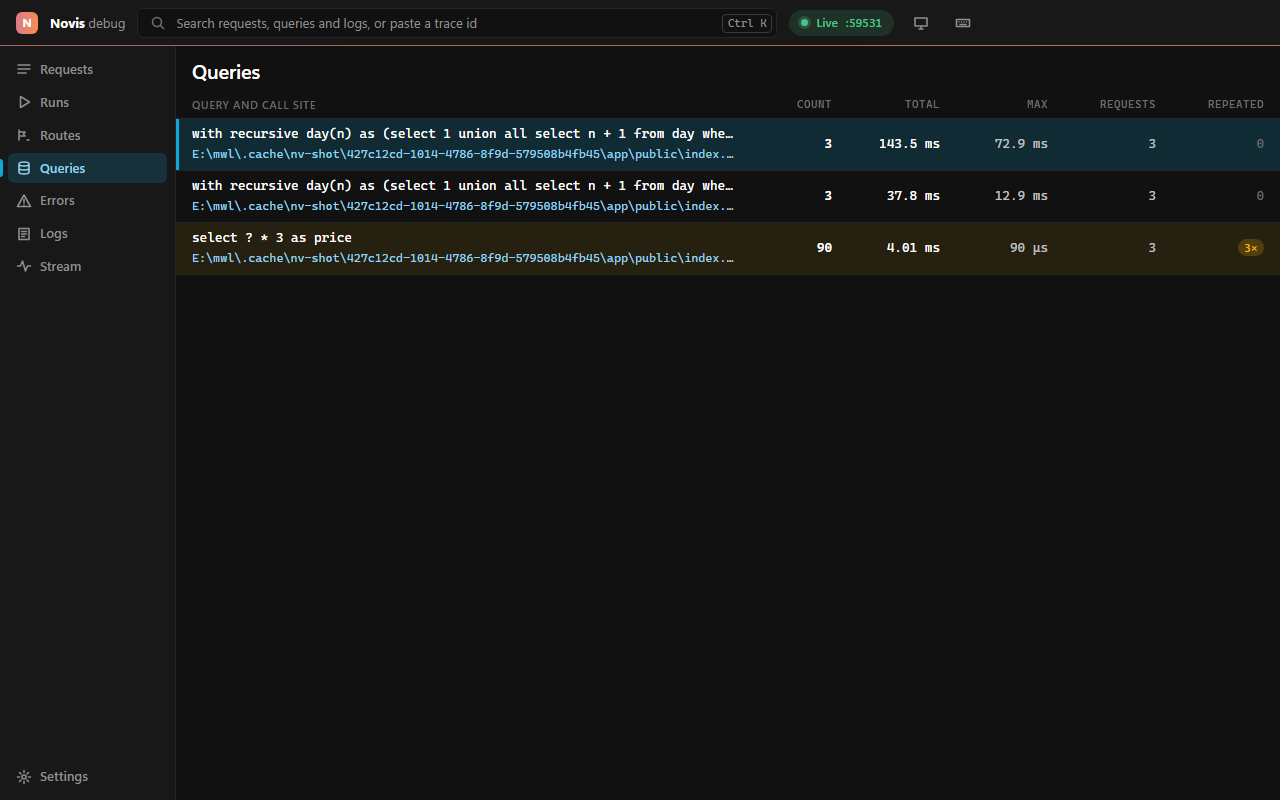 N Novis debug Search requests, queries and logs, or paste a trace id Ctrl K Live :59531
Requests
Runs
Routes
Queries
Errors
Logs
Stream
Settings
Queries
QUERY AND CALL SITE COUNT TOTAL MAX REQUESTS REPEATED
with recursive day(n) as (select 1 union all select n + 1 from day whe… 3 143.5 ms 72.9 ms 3 0
E:\mwl\.cache\nv-shot\427c12cd-1014-4786-8f9d-579508b4fb45\app\public\index.…
with recursive day(n) as (select 1 union all select n + 1 from day whe… 3 37.8 ms 12.9 ms 3 0
E:\mwl\.cache\nv-shot\427c12cd-1014-4786-8f9d-579508b4fb45\app\public\index.…
select ? * 3 as price 90 4.01 ms 90 µs 3 3×
E:\mwl\.cache\nv-shot\427c12cd-1014-4786-8f9d-579508b4fb45\app\public\index.…